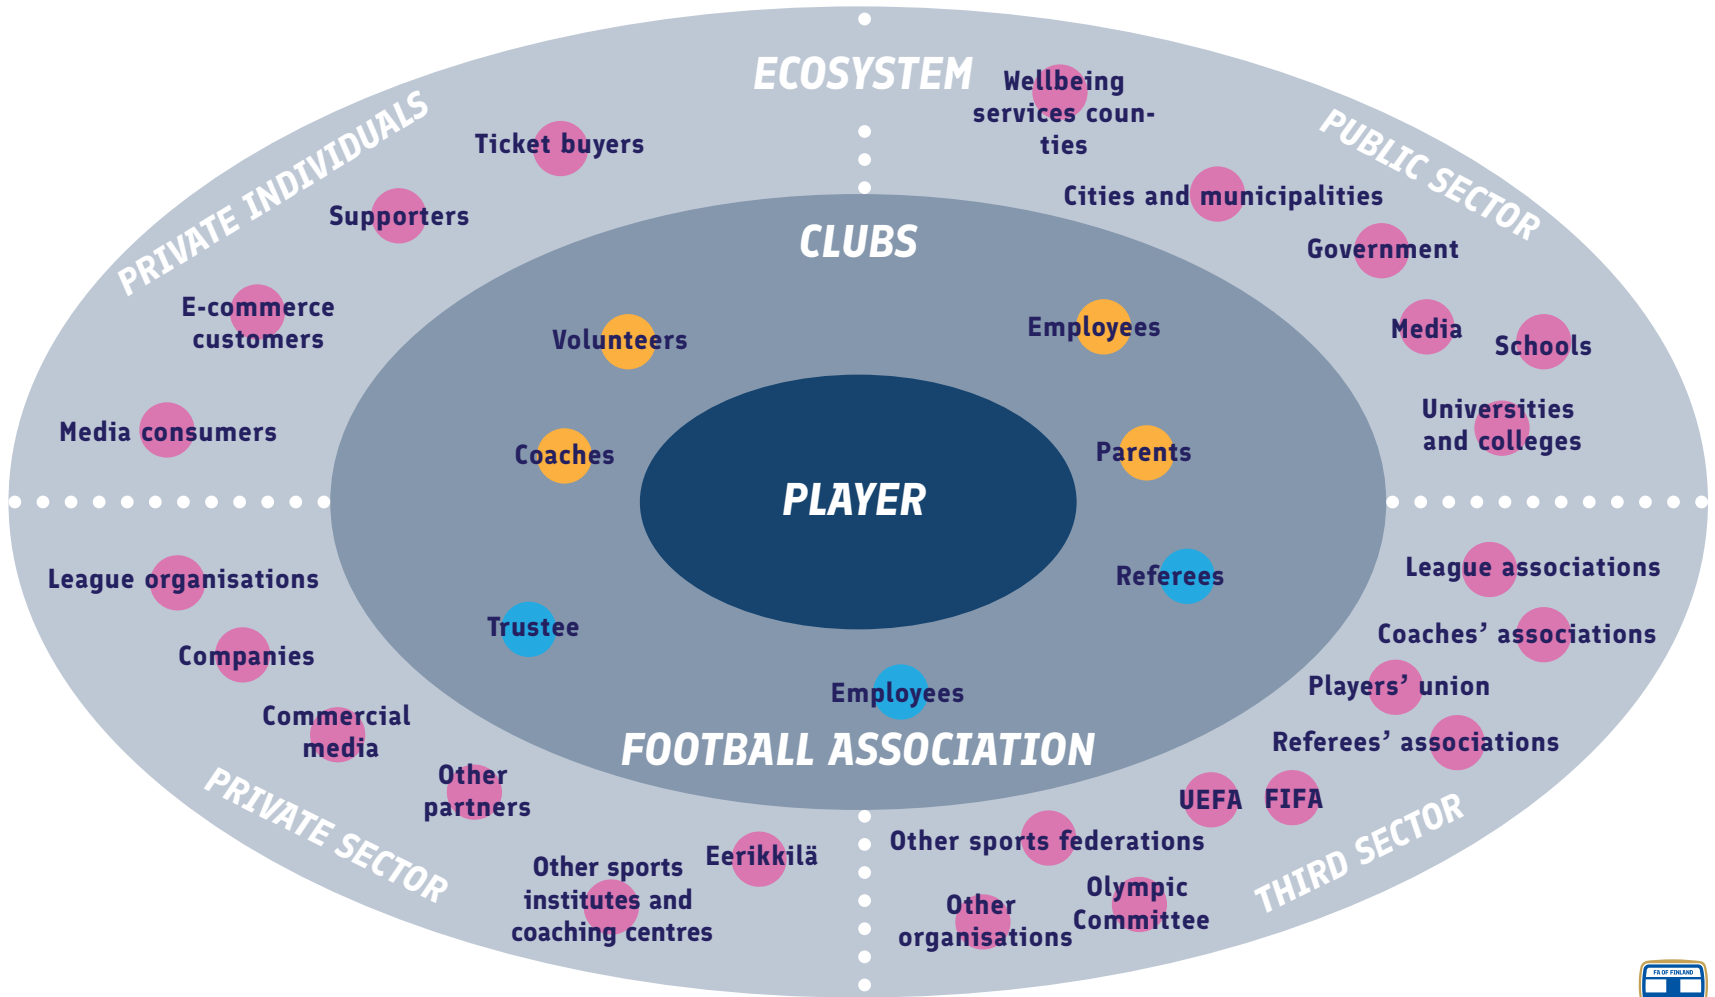 ECOSYSTEM
PRIVATE INDIVIDUALS
Ticket buyers
Supporters
E-commerce
customers
Media consumers
PUBLIC SECTOR
Wellbeing
services coun-
ties
Cities and municipalities
Government
Media
Schools
Universities
and colleges
CLUBS
Volunteers
Employees
Coaches
Parents
PLAYER
Referees
Trustee
Employees
FOOTBALL ASSOCIATION
League organisations
Companies
Commercial
media
Other
partners
PRIVATE SECTOR
Other sports
institutes and
coaching centres
Eerikkilä
League associations
Coaches’ associations
Players’ union
Referees’ associations
UEFA
FIFA
Other sports federations
Olympic
Committee
Other
organisations
THIRD SECTOR
FA OF FINLAND